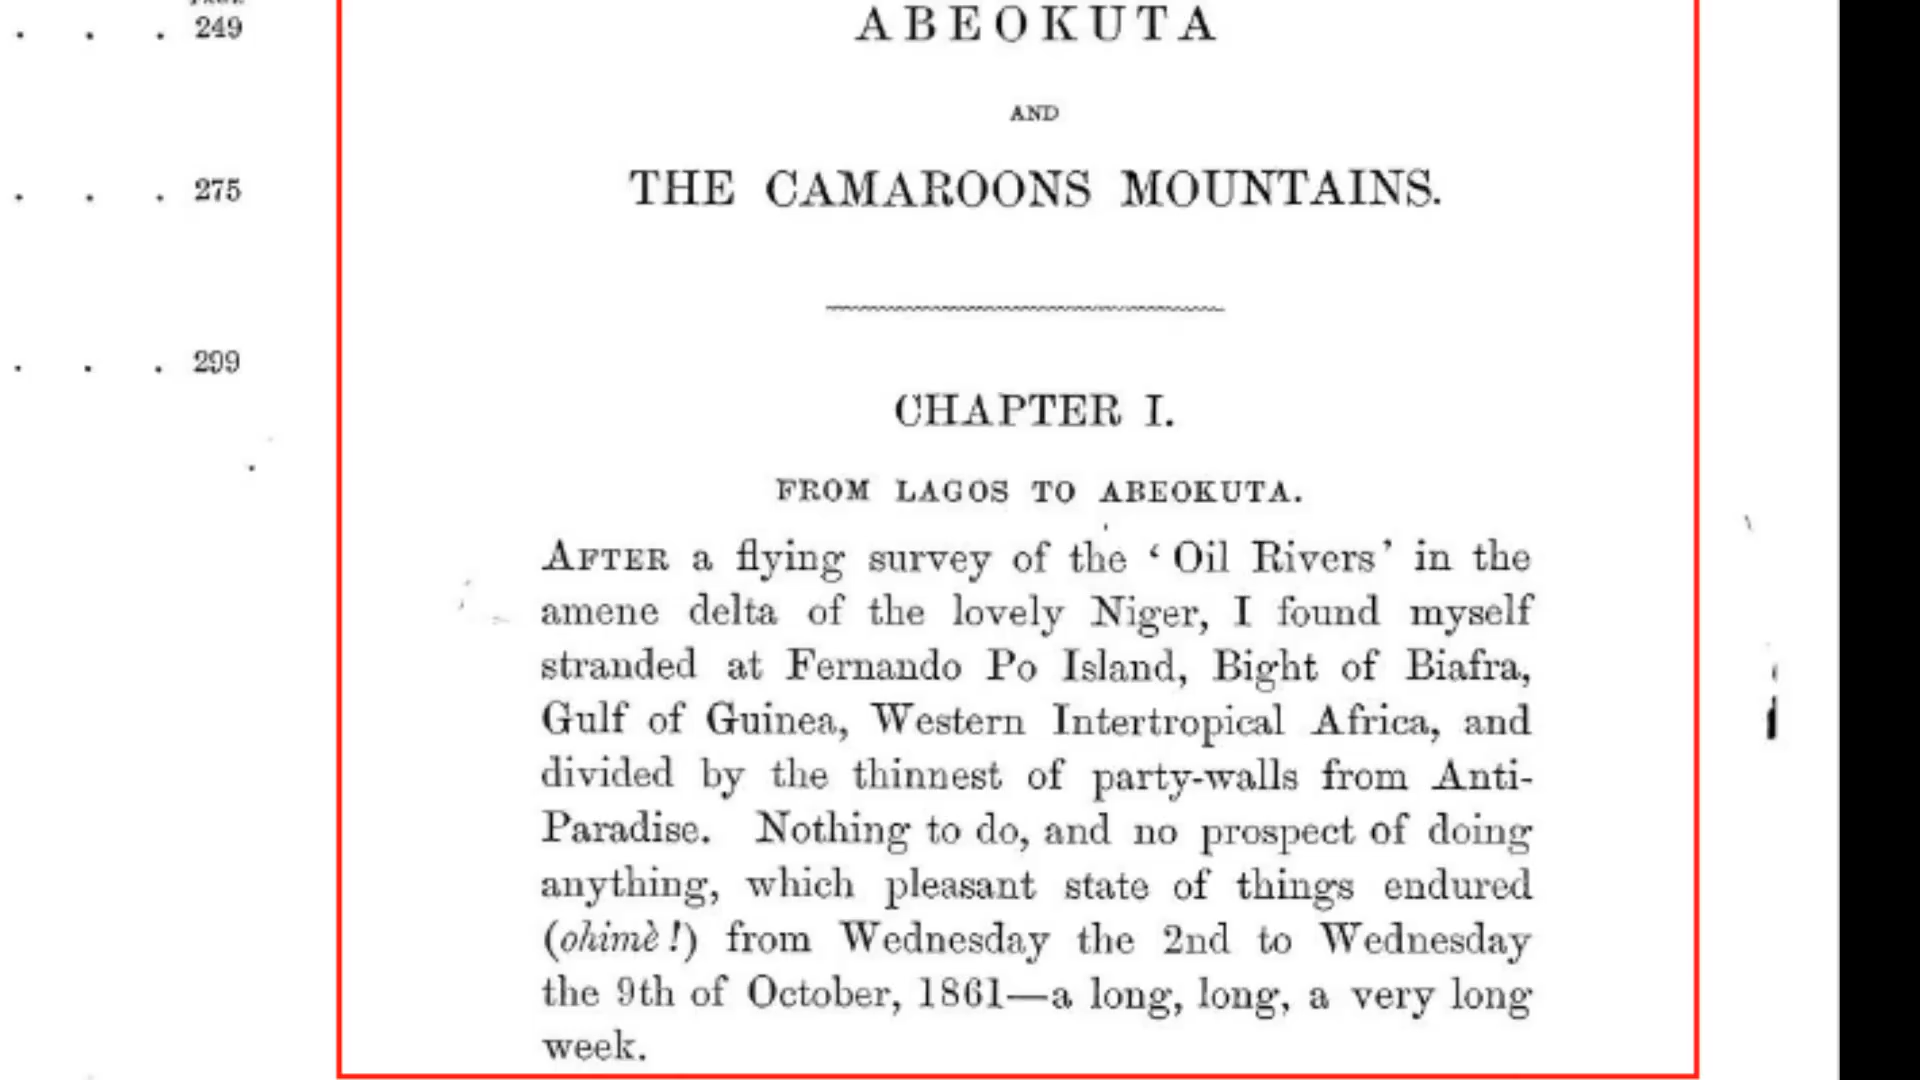 . . . 249
. . . 275
. . . 299
ABEOKUTA
AND
THE CAMAROONS MOUNTAINS.
CHAPTER I.
FROM LAGOS TO ABEOKUTA.
AFTER a flying survey of the ‘Oil Rivers’ in the
amene delta of the lovely Niger, I found myself
stranded at Fernando Po Island, Bight of Biafra,
Gulf of Guinea, Western Intertropical Africa, and
divided by the thinnest of party-walls from Anti-
Paradise. Nothing to do, and no prospect of doing
anything, which pleasant state of things endured
(ohimè!) from Wednesday the 2nd to Wednesday
the 9th of October, 1861—a long, long, a very long
week.